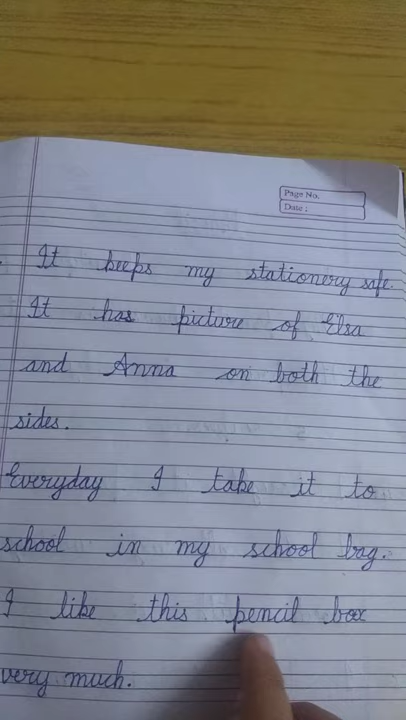 Page No.
Date :
It keeps my stationery safe.
It has picture of Elsa
and Anna on both the
sides.
Everyday I take it to
school in my school bag.
I like this pencil box
very much.